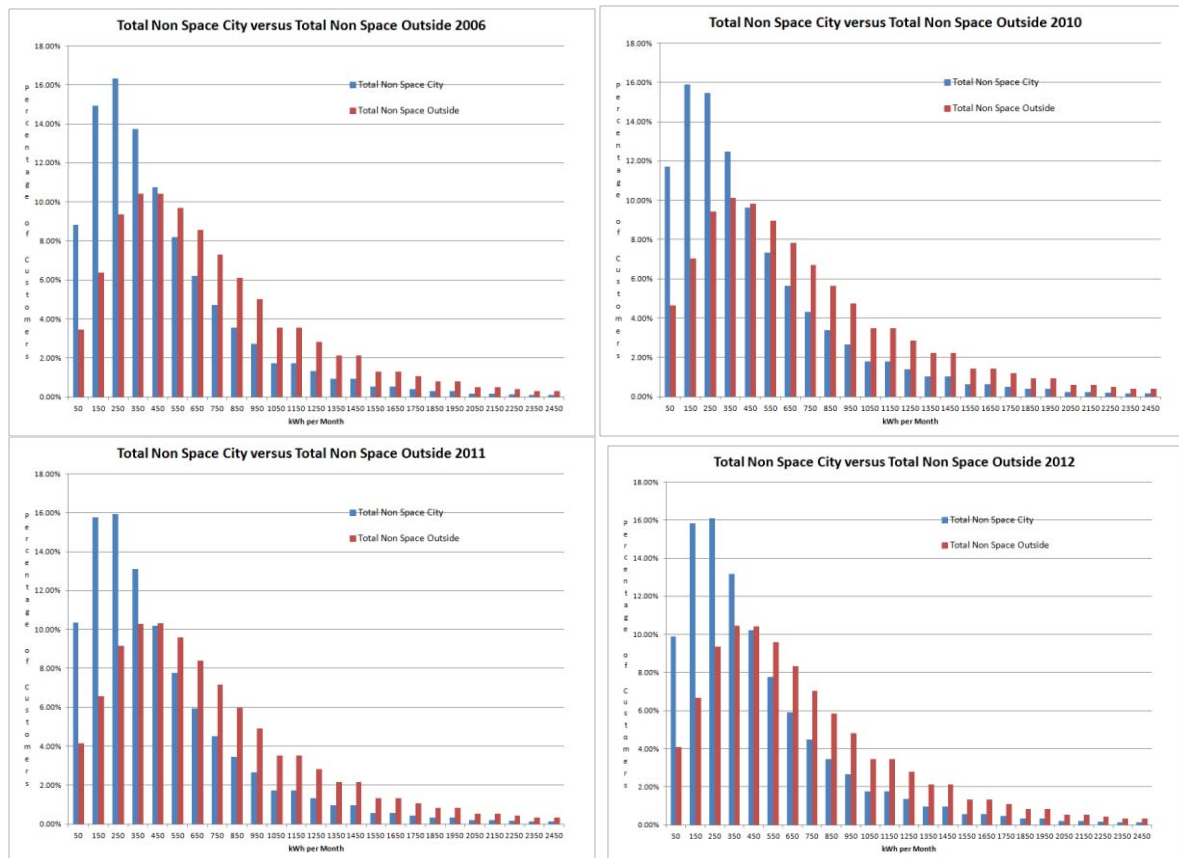 Total Non Space City versus Total Non Space Outside 2006
18.00%
16.00%
14.00%
12.00%
10.00%
8.00%
6.00%
4.00%
2.00%
0.00%
Percentage of Customers
Total Non Space City
Total Non Space Outside
50 150 250 350 450 550 650 750 850 950 1050 1150 1250 1350 1450 1550 1650 1750 1850 1950 2050 2150 2250 2350 2450
kWh per Month
Total Non Space City versus Total Non Space Outside 2010
18.00%
16.00%
14.00%
12.00%
10.00%
8.00%
6.00%
4.00%
2.00%
0.00%
Percentage of Customers
Total Non Space City
Total Non Space Outside
50 150 250 350 450 550 650 750 850 950 1050 1150 1250 1350 1450 1550 1650 1750 1850 1950 2050 2150 2250 2350 2450
kWh per Month
Total Non Space City versus Total Non Space Outside 2011
18.00%
16.00%
14.00%
12.00%
10.00%
8.00%
6.00%
4.00%
2.00%
0.00%
Percentage of Customers
Total Non Space City
Total Non Space Outside
50 150 250 350 450 550 650 750 850 950 1050 1150 1250 1350 1450 1550 1650 1750 1850 1950 2050 2150 2250 2350 2450
kWh per Month
Total Non Space City versus Total Non Space Outside 2012
18.00%
16.00%
14.00%
12.00%
10.00%
8.00%
6.00%
4.00%
2.00%
0.00%
Percentage of Customers
Total Non Space City
Total Non Space Outside
50 150 250 350 450 550 650 750 850 950 1050 1150 1250 1350 1450 1550 1650 1750 1850 1950 2050 2150 2250 2350 2450
kWh per Month